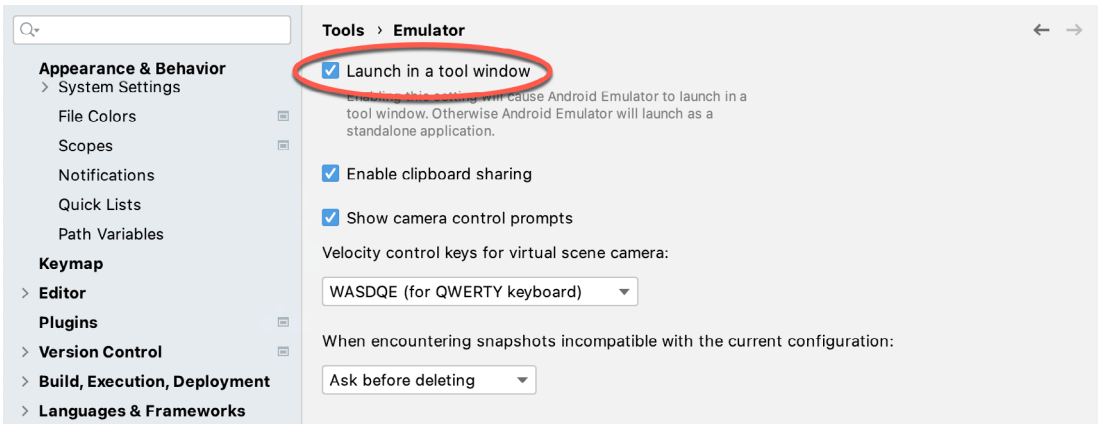 Appearance & Behavior
System Settings
File Colors
Scopes
Notifications
Quick Lists
Path Variables
Keymap
Editor
Plugins
Version Control
Build, Execution, Deployment
Languages & Frameworks
Tools › Emulator
Launch in a tool window
Enabling this setting will cause Android Emulator to launch in a
tool window. Otherwise Android Emulator will launch as a
standalone application.
Enable clipboard sharing
Show camera control prompts
Velocity control keys for virtual scene camera:
WASDQE (for QWERTY keyboard)
When encountering snapshots incompatible with the current configuration:
Ask before deleting